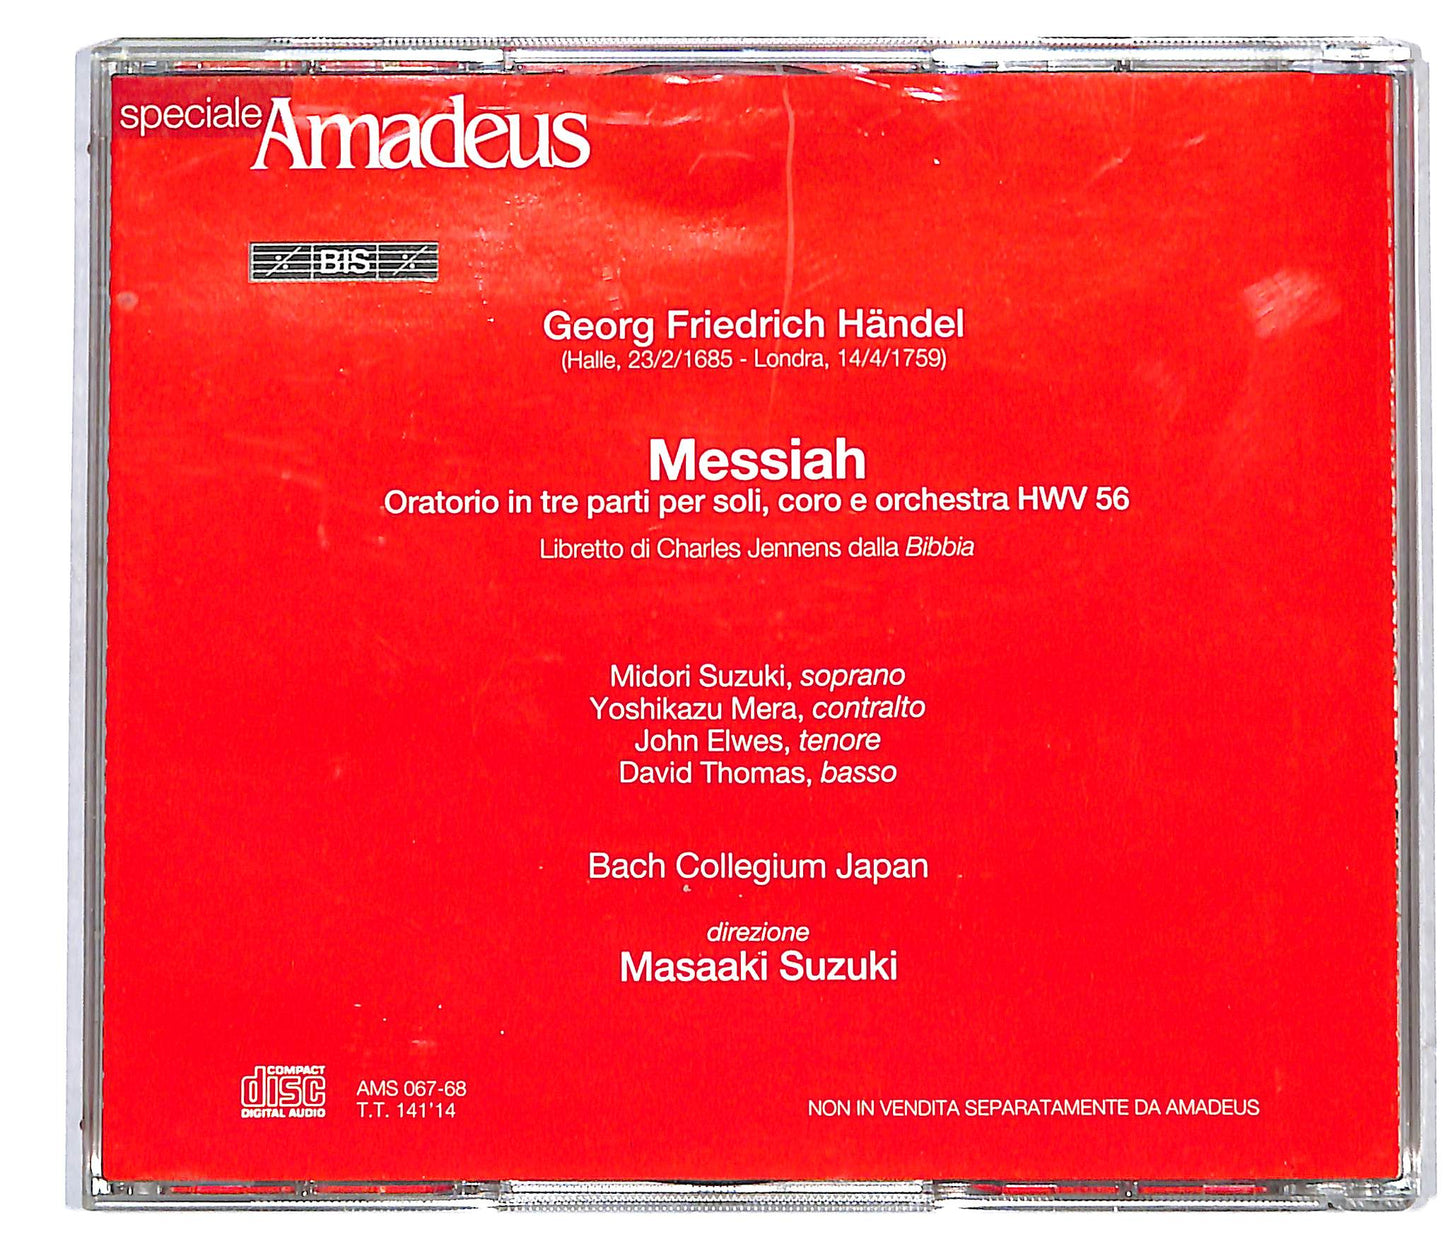 speciale Amadeus
BIS
Georg Friedrich Händel
(Halle, 23/2/1685 - Londra, 14/4/1759)
Messiah
Oratorio in tre parti per soli, coro e orchestra HWV 56
Libretto di Charles Jennens dalla Bibbia
Midori Suzuki, soprano
Yoshikazu Mera, contralto
John Elwes, tenore
David Thomas, basso
Bach Collegium Japan
direzione
Masaaki Suzuki
COMPACT
disc
DIGITAL AUDIO
AMS 067-68
T.T. 141'14
NON IN VENDITA SEPARATAMENTE DA AMADEUS